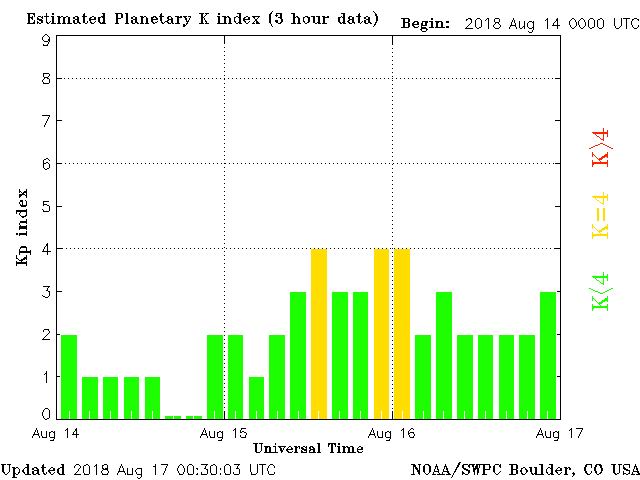 Estimated Planetary K index (3 hour data) Begin: 2018 Aug 14 0000 UTC
9
8
7
6
5
4
3
2
1
0
Kp index
K>4
K=4
K<4
Aug 14 Aug 15 Aug 16 Aug 17
Universal Time
Updated 2018 Aug 17 00:30:03 UTC NOAA/SWPC Boulder, CO USA